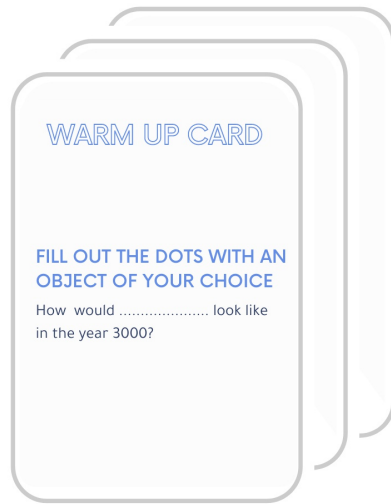 WARM UP CARD
FILL OUT THE DOTS WITH AN
OBJECT OF YOUR CHOICE
How would ..................... look like
in the year 3000?